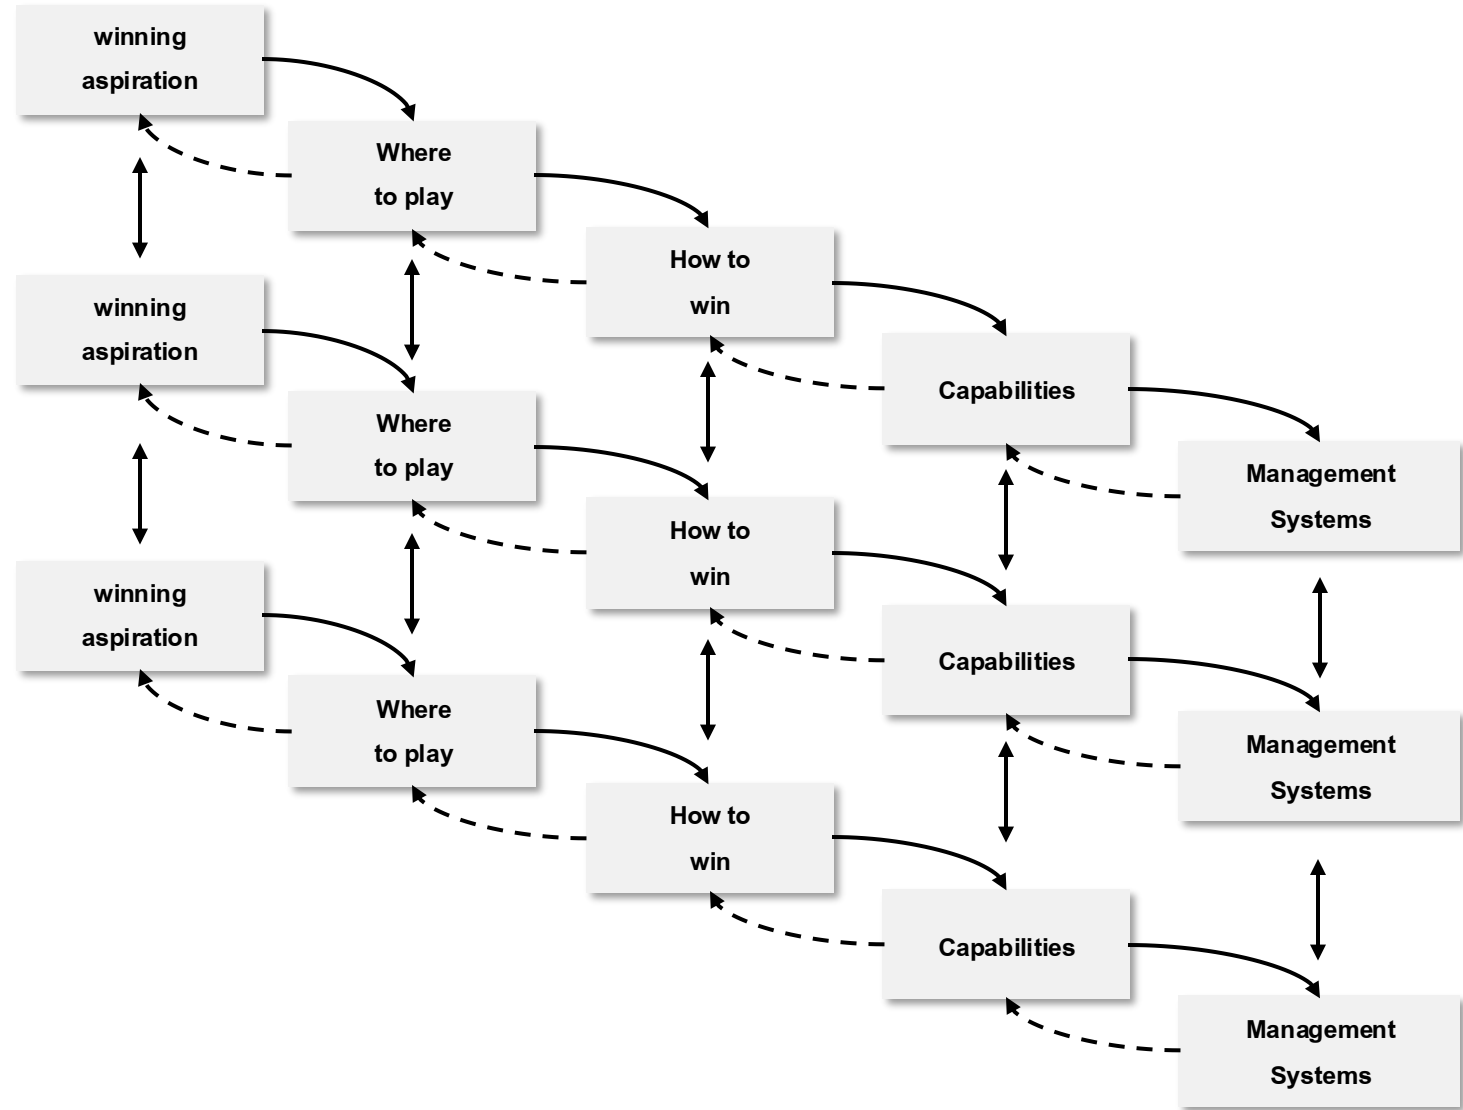 winning
aspiration
Where
to play
How to
win
Capabilities
Management
Systems
winning
aspiration
Where
to play
How to
win
Capabilities
Management
Systems
winning
aspiration
Where
to play
How to
win
Capabilities
Management
Systems